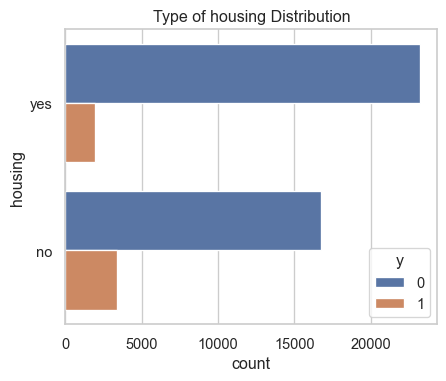 Type of housing Distribution
housing
yes
no
y
0
1
0
5000
10000
15000
20000
count